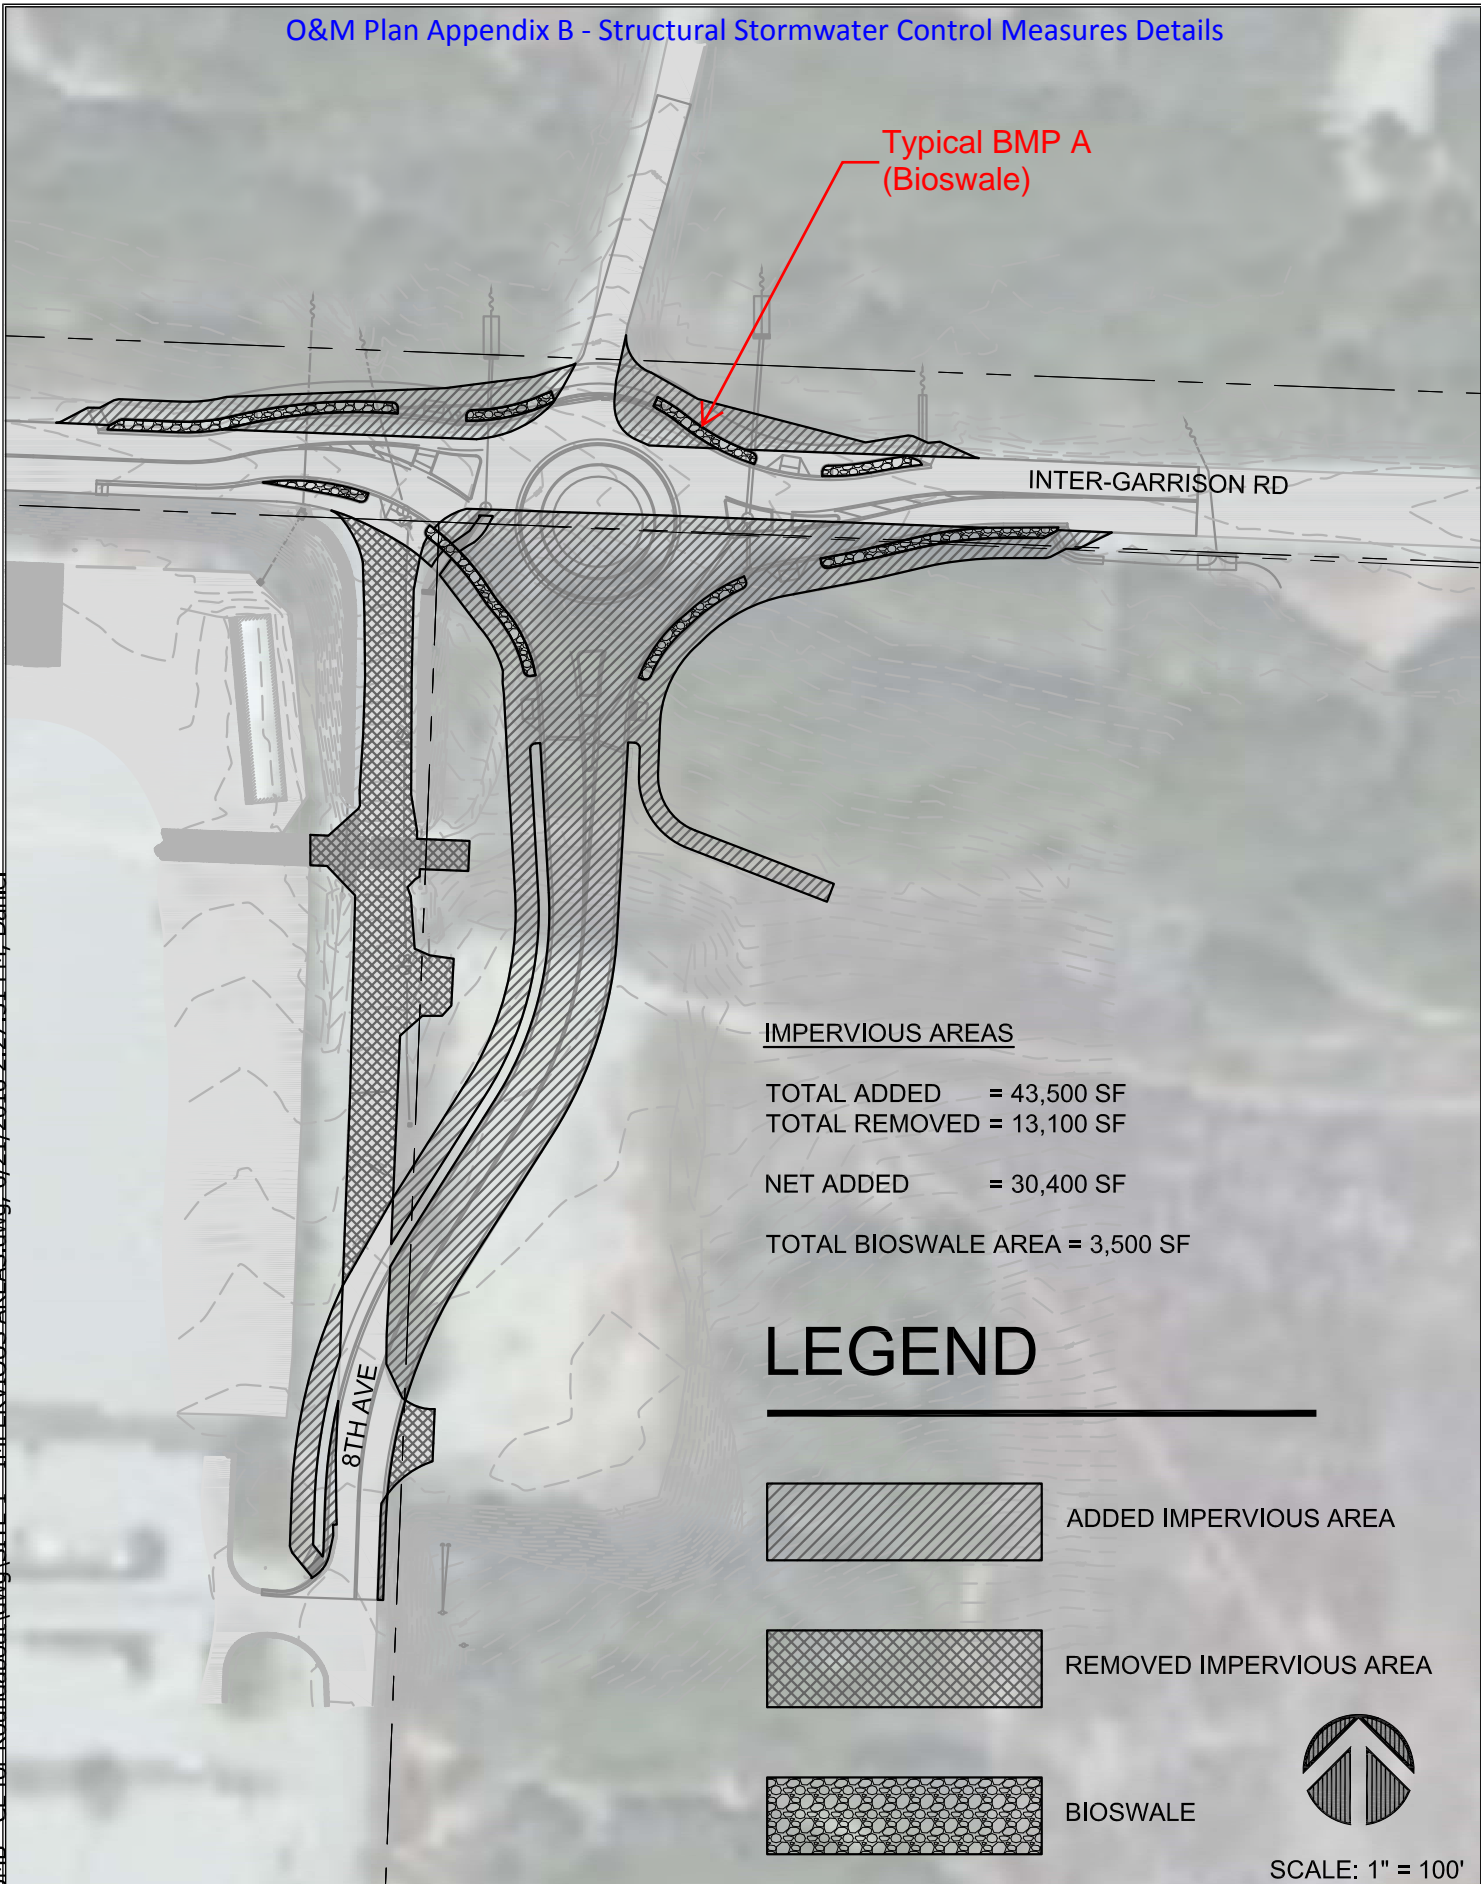 O&M Plan Appendix B - Structural Stormwater Control Measures Details
Typical BMP A
(Bioswale)
INTER-GARRISON RD
IMPERVIOUS AREAS
TOTAL ADDED = 43,500 SF
TOTAL REMOVED = 13,100 SF
NET ADDED = 30,400 SF
TOTAL BIOSWALE AREA = 3,500 SF
LEGEND
8TH AVE
ADDED IMPERVIOUS AREA
REMOVED IMPERVIOUS AREA
BIOSWALE
SCALE: 1" = 100'